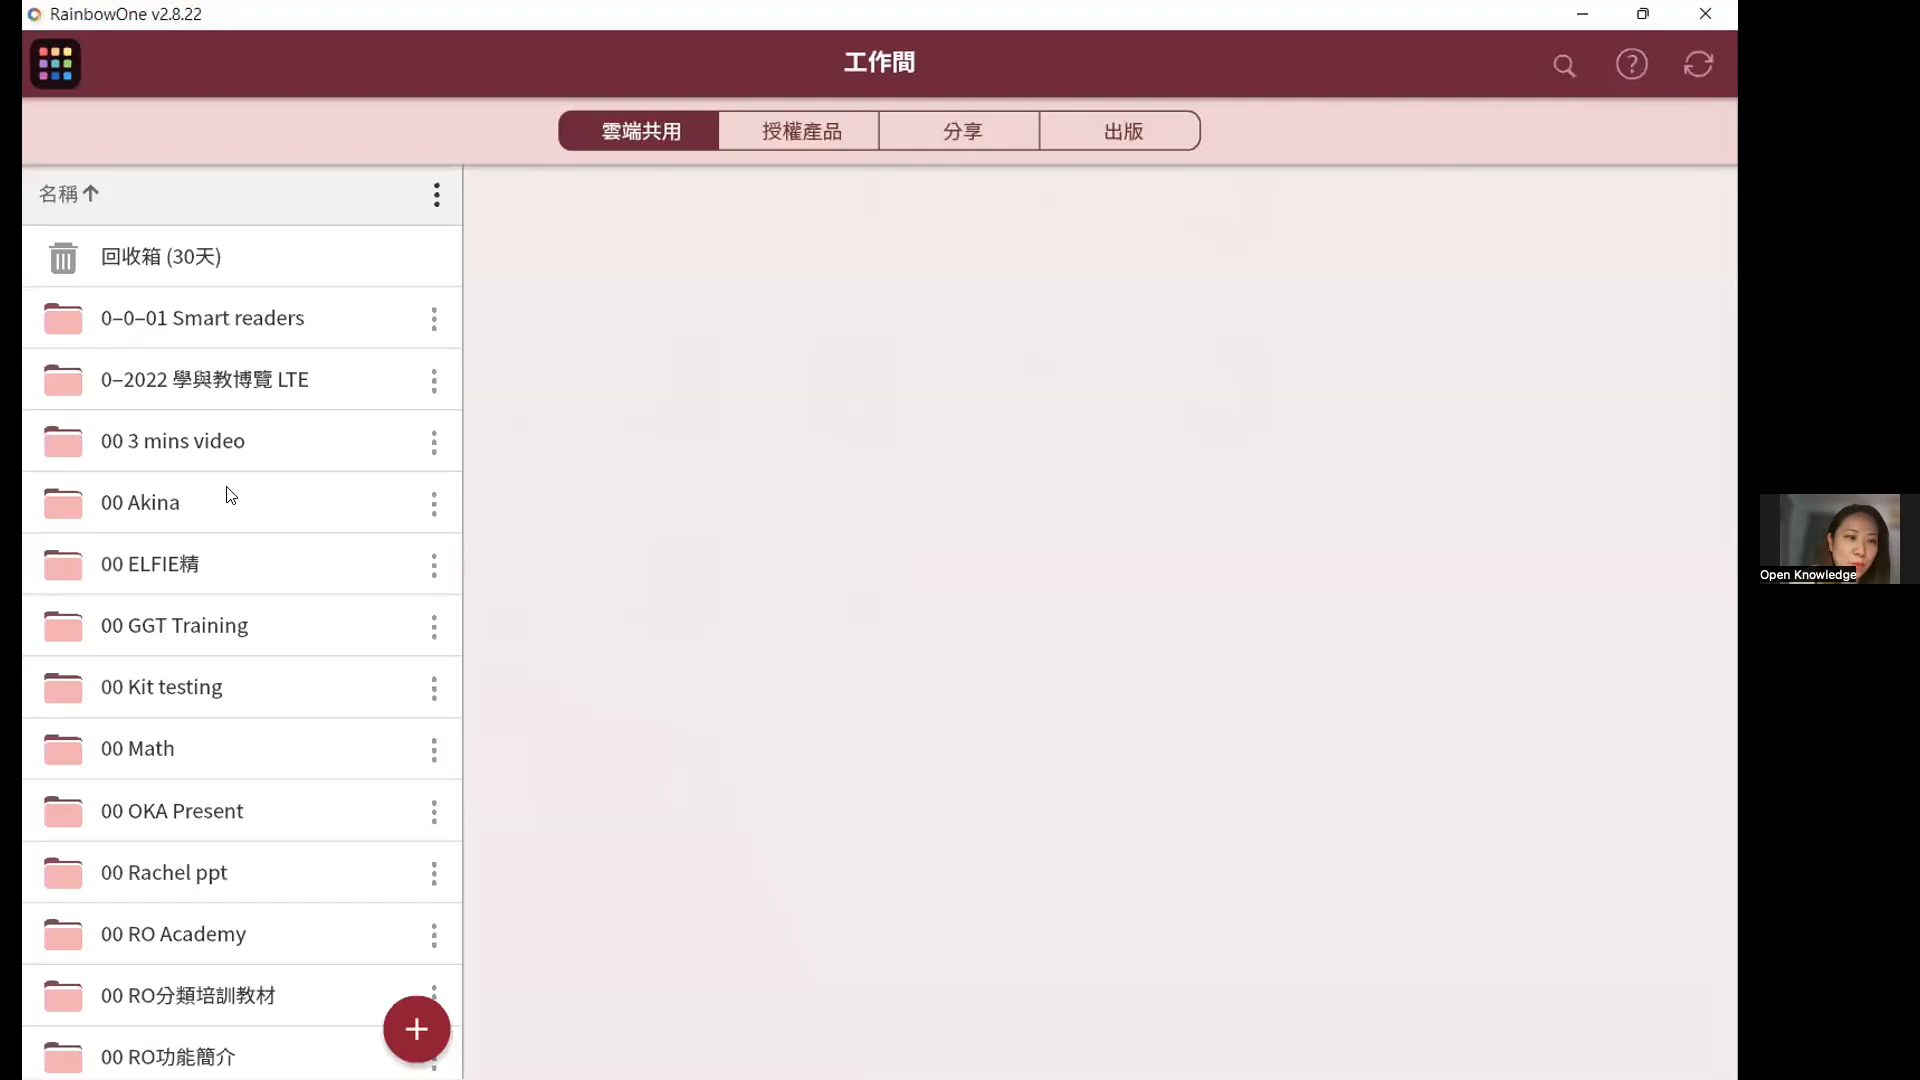 RainbowOne v2.8.22
工作間
雲端共用
授權產品
分享
出版
名稱
回收箱 (30天)
0–0–01 Smart readers
0–2022 學與教博覽 LTE
00 3 mins video
00 Akina
00 ELFIE精
00 GGT Training
00 Kit testing
00 Math
00 OKA Present
00 Rachel ppt
00 RO Academy
00 RO分類培訓教材
00 RO功能簡介
Open Knowledge